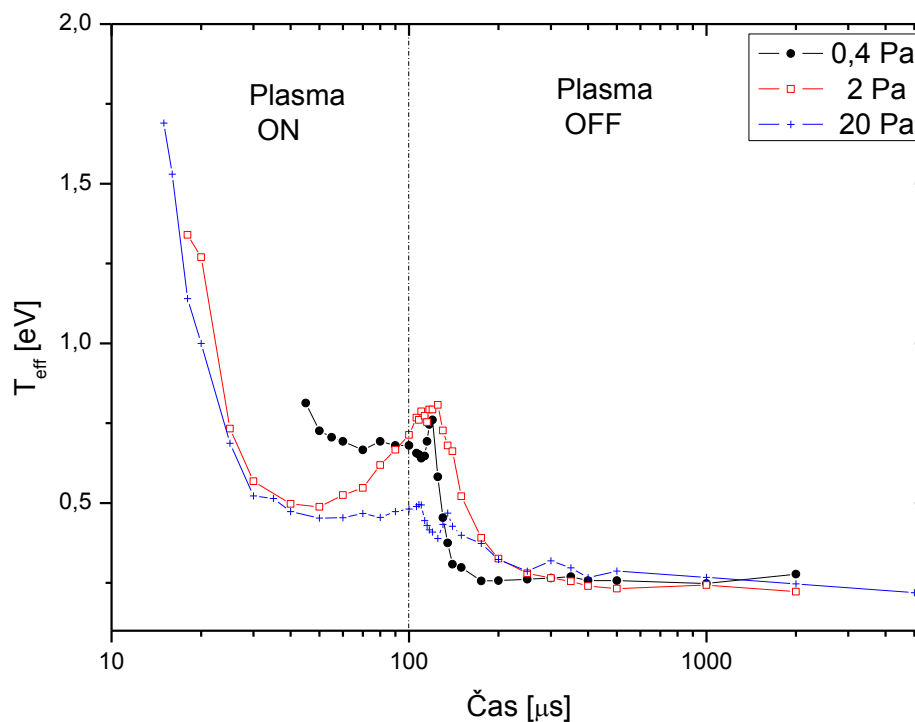 2,0
1,5
1,0
0,5
T_eff [eV]
Plasma
ON
Plasma
OFF
0,4 Pa
2 Pa
20 Pa
10
100
1000
Čas [μs]